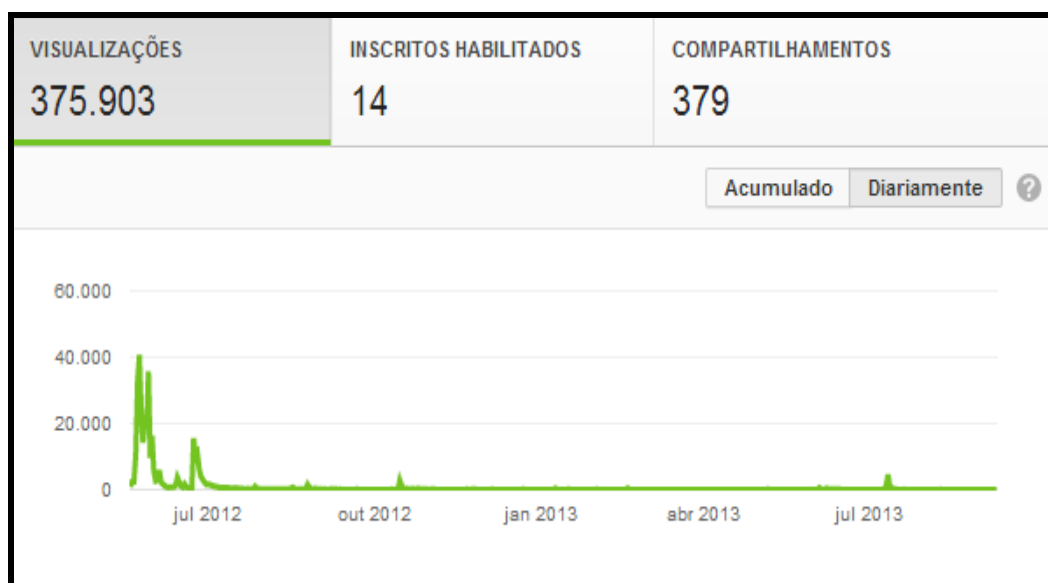 VISUALIZAÇÕES
375.903
INSCRITOS HABILITADOS
14
COMPARTILHAMENTOS
379
Acumulado
Diariamente
?
60.000
40.000
20.000
0
jul 2012
out 2012
jan 2013
abr 2013
jul 2013